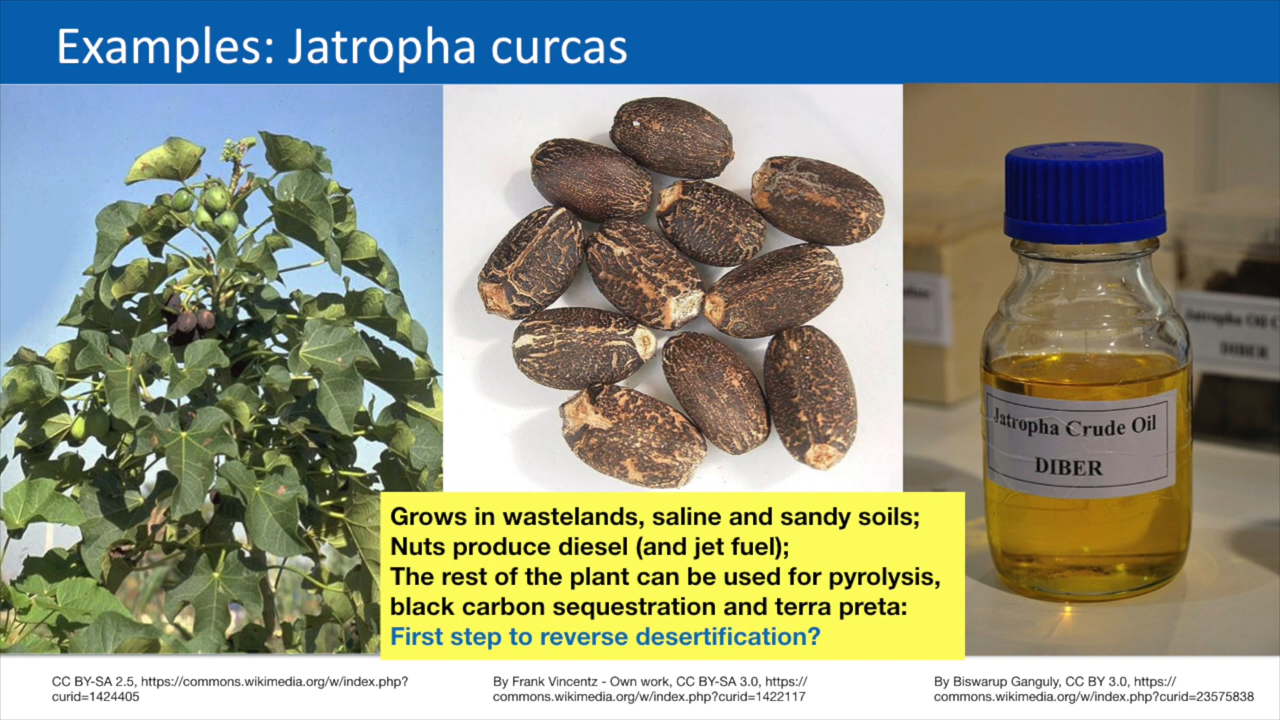 Examples: Jatropha curcas
Jatropha Crude Oil
DIBER
Jatropha Oil C
DIBER
Grows in wastelands, saline and sandy soils;
Nuts produce diesel (and jet fuel);
The rest of the plant can be used for pyrolysis,
black carbon sequestration and terra preta:
First step to reverse desertification?
CC BY-SA 2.5, https://commons.wikimedia.org/w/index.php?
curid=1424405
By Frank Vincentz - Own work, CC BY-SA 3.0, https://
commons.wikimedia.org/w/index.php?curid=1422117
By Biswarup Ganguly, CC BY 3.0, https://
commons.wikimedia.org/w/index.php?curid=23575838